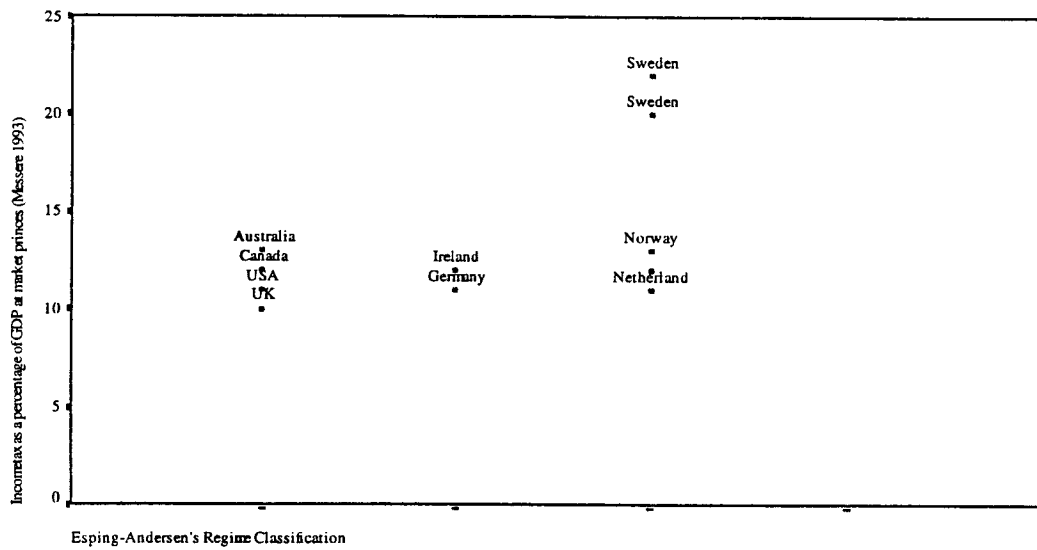 25
20
15
10
5
0
Incometax as a percentage of GDP at market princes (Messere 1993)
Sweden
Sweden
Australia
Canada
USA
UK
Ireland
Germany
Norway
Netherland
Esping-Andersen's Regime Classification